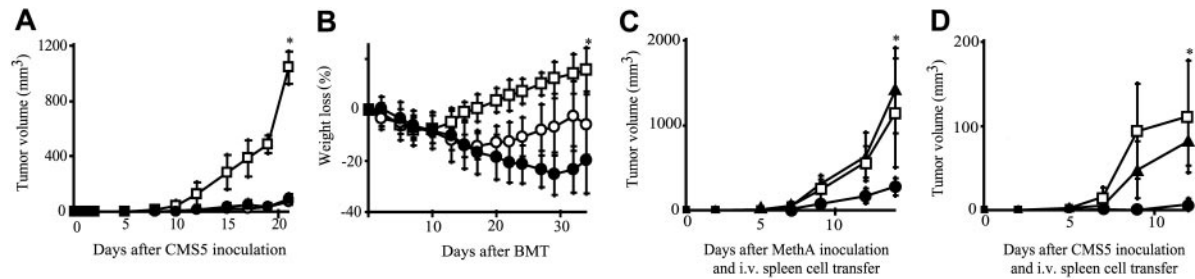 A
Tumor volume (mm3)
1200
800
400
0
0 5 10 15 20
*
Days after CMS5 inoculation
B
Weight loss (%)
0
-20
-40
0 10 20 30
*
Days after BMT
C
Tumor volume (mm3)
2000
1000
0
0 5 10
*
Days after MethA inoculation
and i.v. spleen cell transfer
D
Tumor volume (mm3)
200
100
0
0 5 10
*
Days after CMS5 inoculation
and i.v. spleen cell transfer